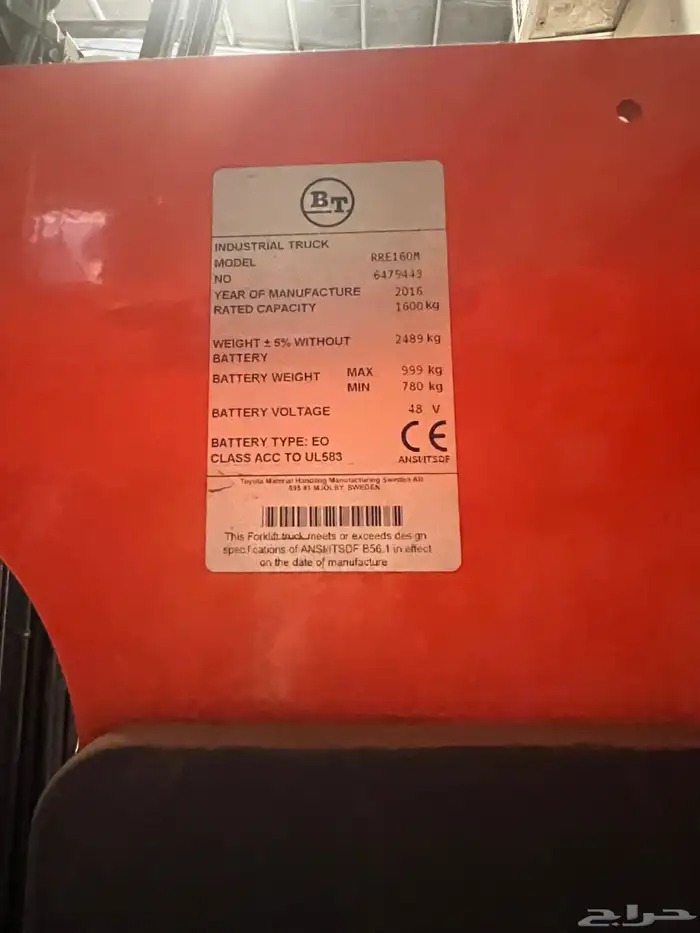 BT
INDUSTRIAL TRUCK
MODEL RRE160M
NO 6479443
YEAR OF MANUFACTURE 2016
RATED CAPACITY 1600 kg
WEIGHT ± 5% WITHOUT 2489 kg
BATTERY
BATTERY WEIGHT MAX 999 kg
MIN 780 kg
BATTERY VOLTAGE 48 V
BATTERY TYPE: EO CE
CLASS ACC TO UL583 ANSI/ITSDF
Toyota Material Handling Manufacturing Sweden AB
595 81 MJÖLBY, SWEDEN
This Forklift truck meets or exceeds design
specifications of ANSI/ITSDF B56.1 in effect
on the date of manufacture
حراج